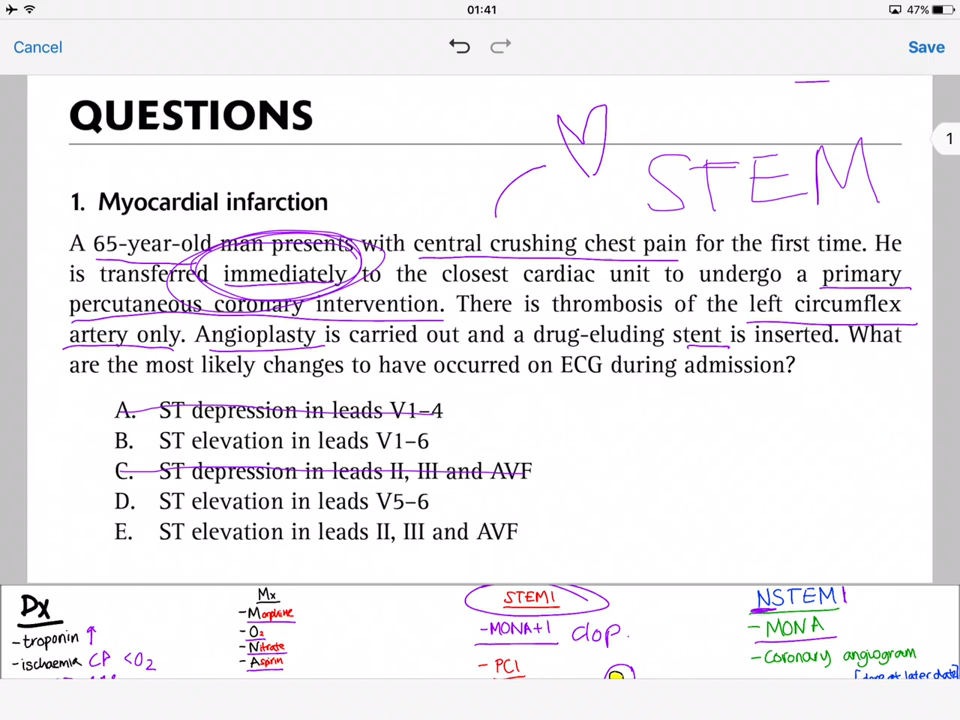 01:41
47%
Cancel
Save
QUESTIONS
STEM
1
1. Myocardial infarction
A 65-year-old man presents with central crushing chest pain for the first time. He
is transferred immediately to the closest cardiac unit to undergo a primary
percutaneous coronary intervention. There is thrombosis of the left circumflex
artery only. Angioplasty is carried out and a drug-eluding stent is inserted. What
are the most likely changes to have occurred on ECG during admission?
A. ST depression in leads V1–4
B. ST elevation in leads V1–6
C. ST depression in leads II, III and AVF
D. ST elevation in leads V5–6
E. ST elevation in leads II, III and AVF
Dx
- troponin ↑
- ischaemia CP <O2
Mx
- Morphine
- O2
- Nitrate
- Aspirin
STEMI
- MONA+1 clop.
- PCI
NSTEMI
- MONA
- Coronary angiogram